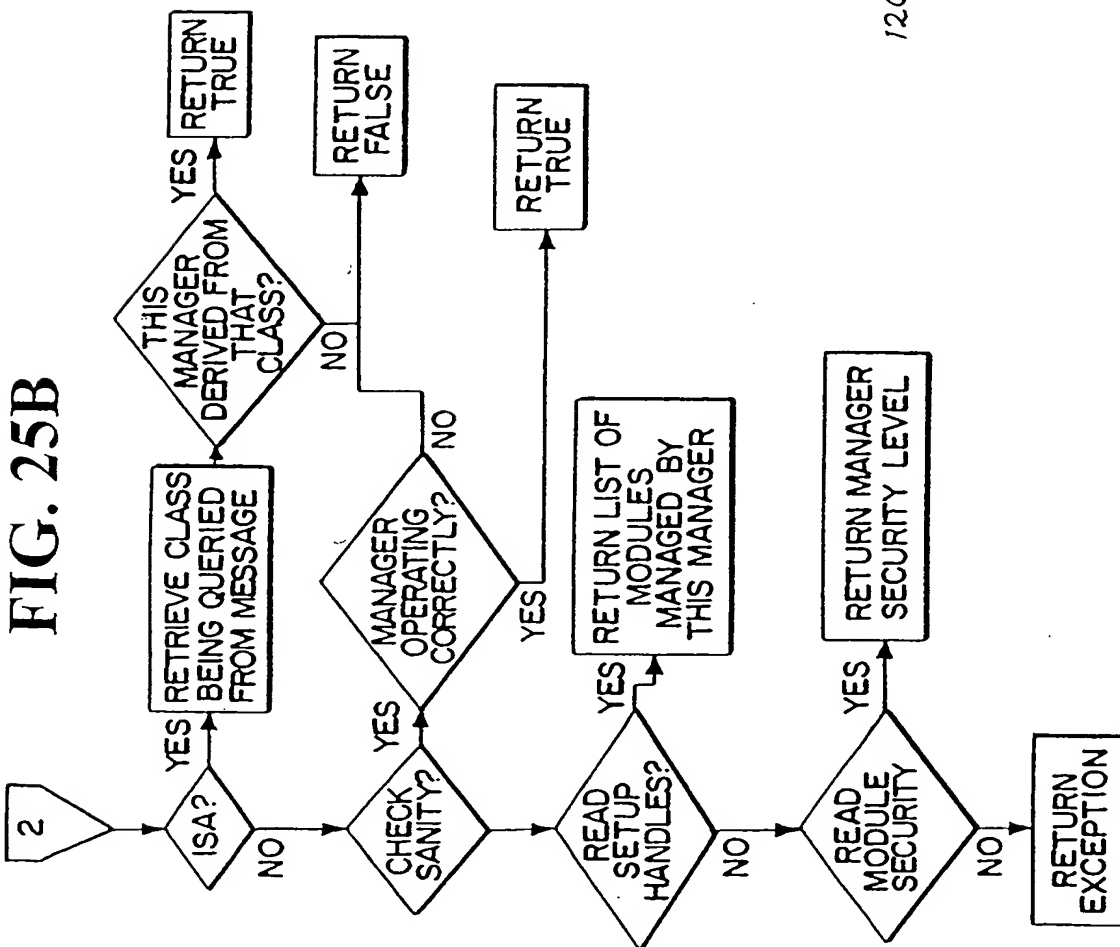 FIG. 25B
2
ISA?
YES
RETRIEVE CLASS
BEING QUERIED
FROM MESSAGE
THIS
MANAGER
DERIVED FROM
THAT
CLASS?
YES
RETURN
TRUE
NO
RETURN
FALSE
NO
CHECK
SANITY?
YES
MANAGER
OPERATING
CORRECTLY?
NO
YES
RETURN
TRUE
READ
SETUP
HANDLES?
YES
RETURN LIST OF
MODULES
MANAGED BY
THIS MANAGER
NO
READ
MODULE
SECURITY
YES
RETURN MANAGER
SECURITY LEVEL
NO
RETURN
EXCEPTION